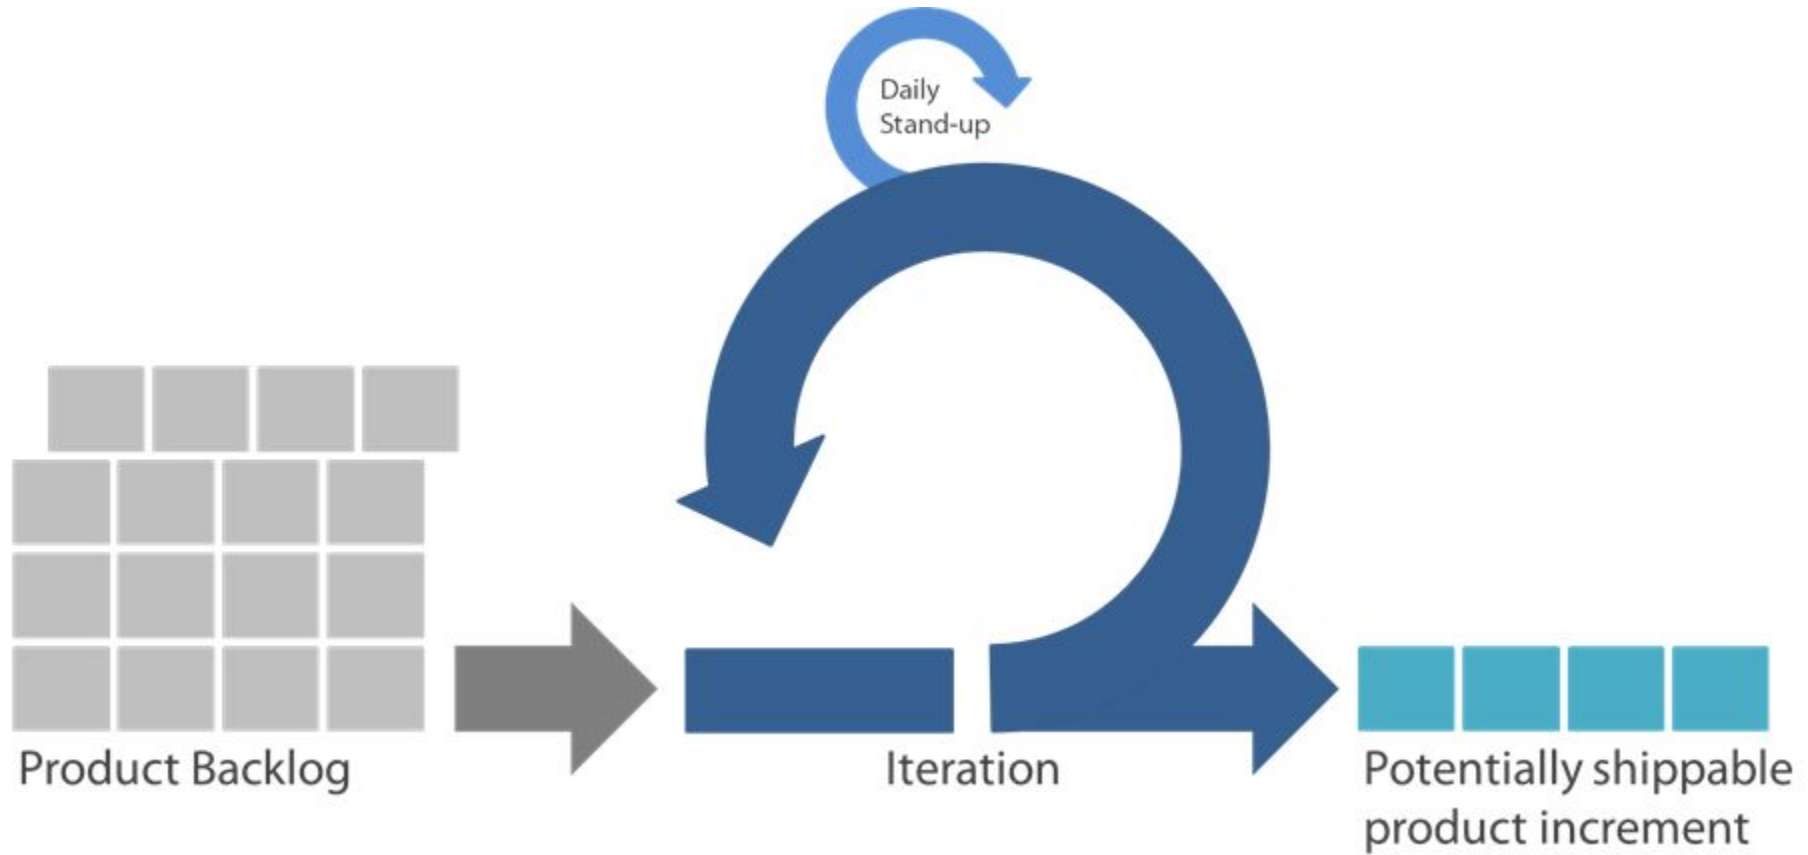 Daily
Stand-up
Product Backlog
Iteration
Potentially shippable
product increment